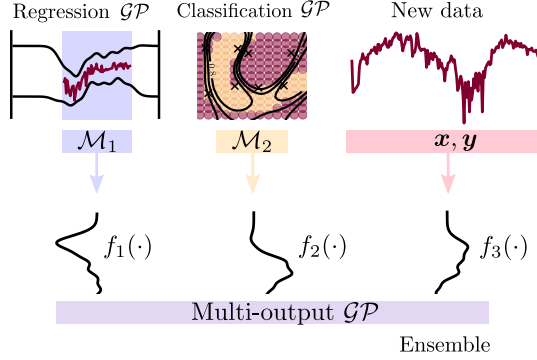 Regression 𝒢𝒫
Classification 𝒢𝒫
New data
ℳ₁
ℳ₂
x, y
f₁(·)
f₂(·)
f₃(·)
Multi-output 𝒢𝒫
Ensemble